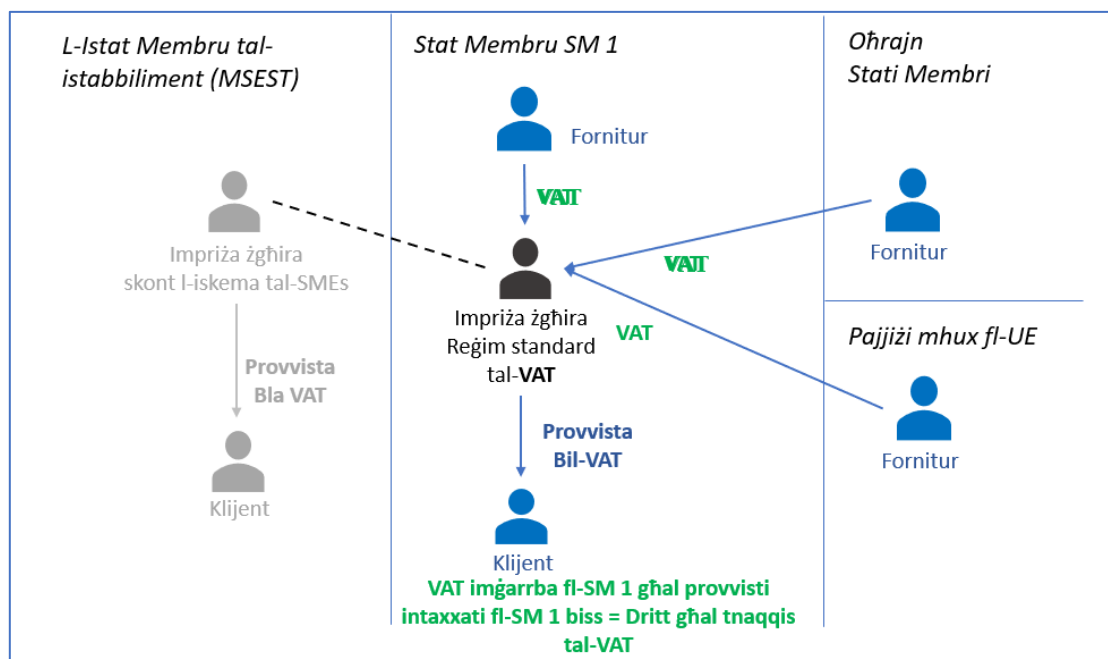 L-Istat Membru tal-
istabbiliment (MSEST)
Impriża żgħira
skont l-iskema tal-SMEs
Provvista
Bla VAT
Klijent
Stat Membru SM 1
Fornitur
VAT
Impriża żgħira
Reġim standard
tal-VAT
Provvista
Bil-VAT
Klijent
VAT imġarrba fl-SM 1 għal provvisti
intaxxati fl-SM 1 biss = Dritt għal tnaqqis
tal-VAT
VAT
VAT
Oħrajn
Stati Membri
Fornitur
Pajjiżi mhux fl-UE
Fornitur